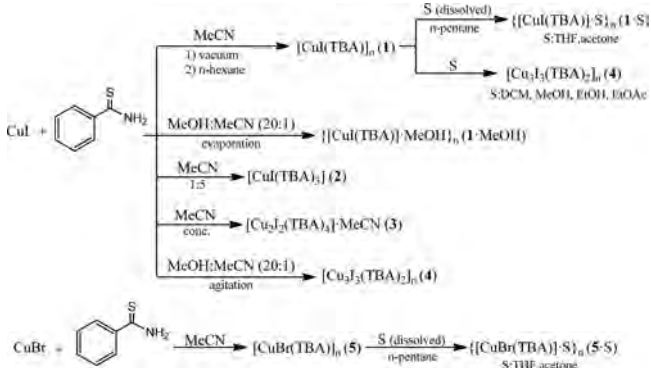 S (dissolved)
n-pentane
{[CuI(TBA)]·S}n (1·S)
S:THF,acetone
MeCN
1) vacuum
2) n-hexane
[CuI(TBA)]n (1)
S
[Cu3I3(TBA)2]n (4)
S:DCM, MeOH, EtOH, EtOAc
S
NH2
CuI +
MeOH:MeCN (20:1)
evaporation
{[CuI(TBA)]·MeOH}n (1·MeOH)
MeCN
1:5
[CuI(TBA)3] (2)
MeCN
conc.
[Cu2I2(TBA)4]·MeCN (3)
MeOH:MeCN (20:1)
agitation
[Cu3I3(TBA)2]n (4)
S
NH2
CuBr +
MeCN
[CuBr(TBA)]n (5)
S (dissolved)
n-pentane
{[CuBr(TBA)]·S}n (5·S)
S:THF,acetone